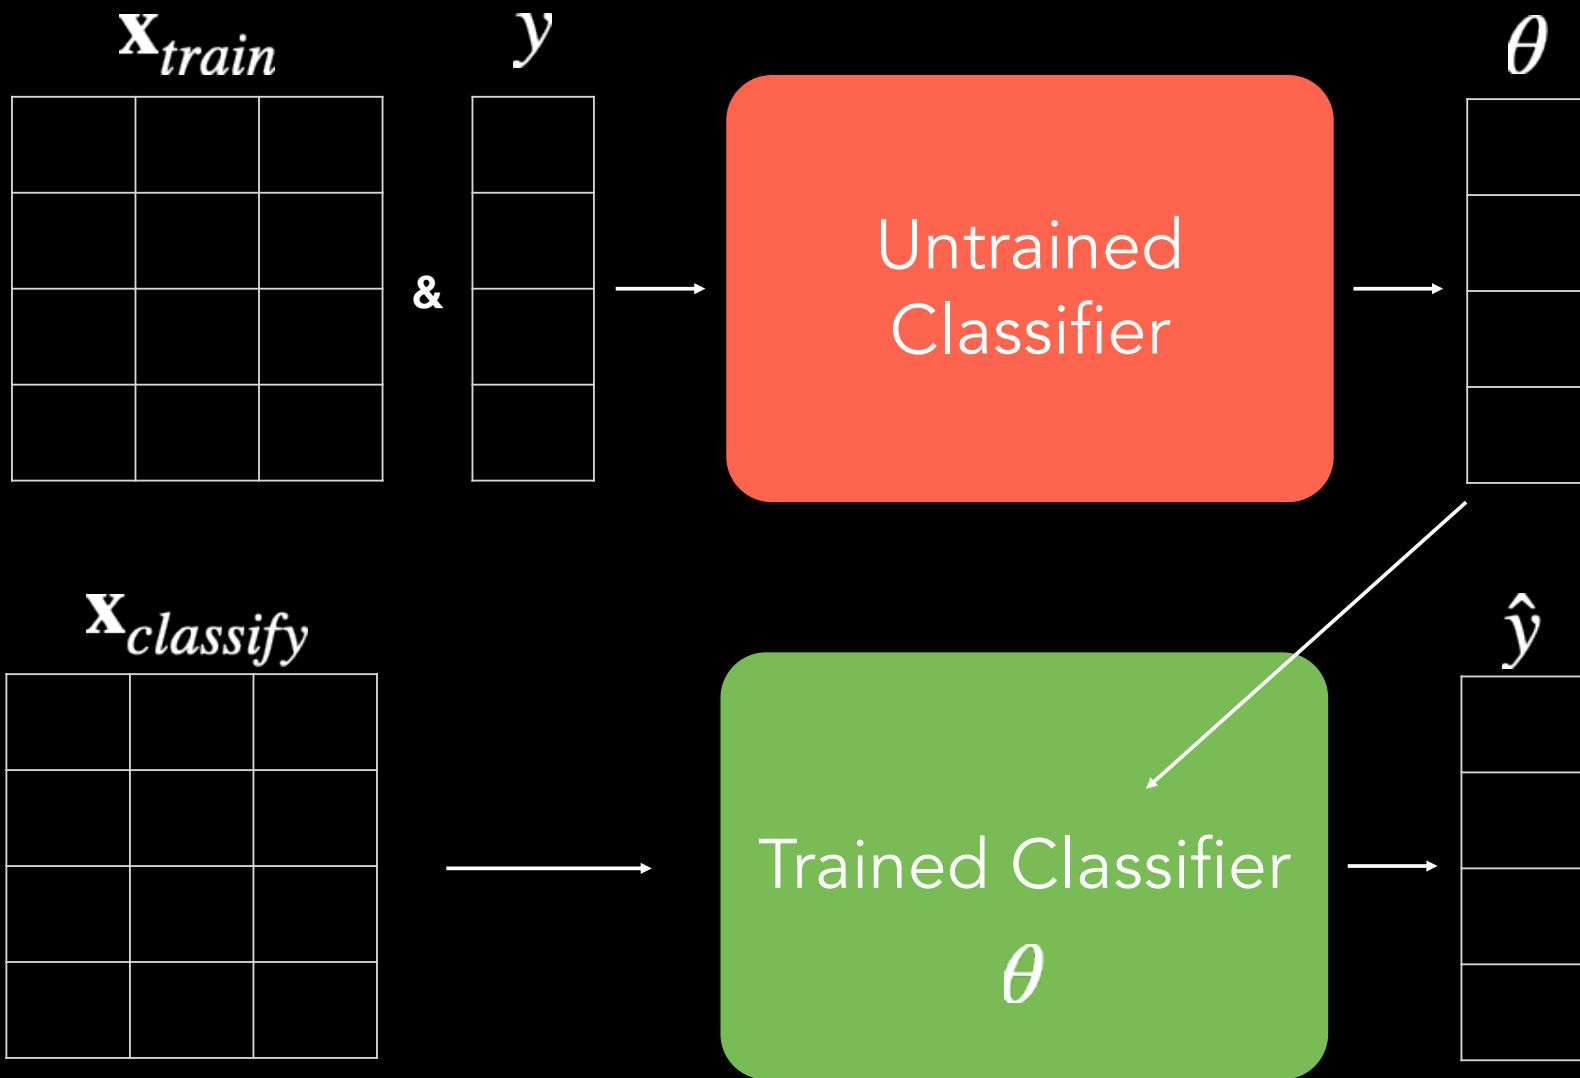 x_train
y
θ
&
Untrained
Classifier
x_classify
ŷ
Trained Classifier
θ